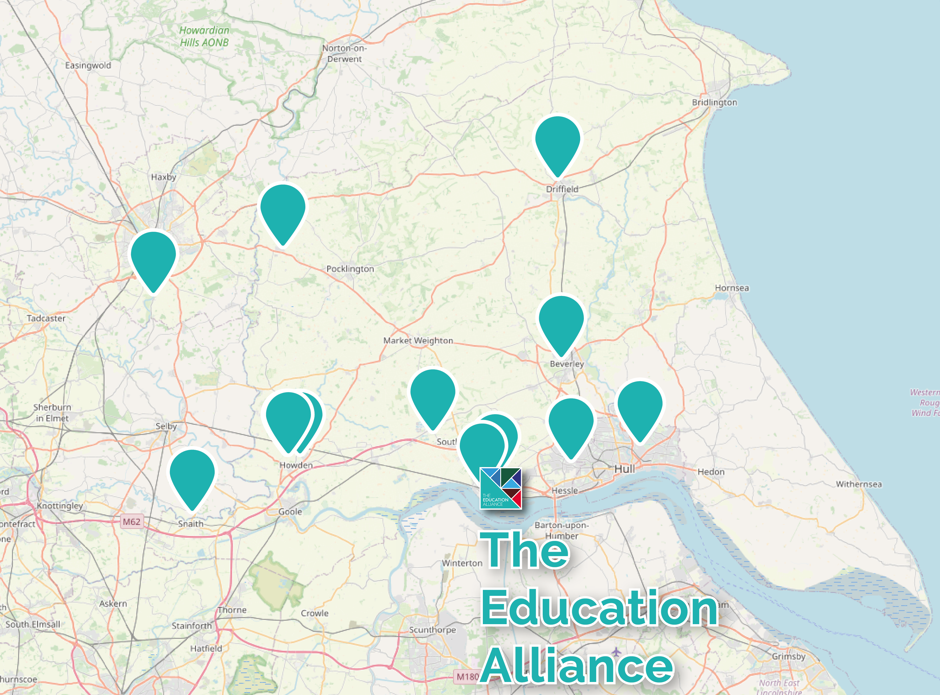 Howardian
Hills AONB
Norton-on-
Derwent
Easingwold
Bridlington
Haxby
Driffield
Pocklington
Hornsea
Tadcaster
Market Weighton
Beverley
Western
Wind
Sherburn
in Elmet
Selby
South
Howden
Hull
Hedon
Withernsea
Knottingley
Hessle
Goole
M62
Snaith
Barton-upon-
Humber
THE
EDUCATION
ALLIANCE
The
Winterton
Askern
Thorne
Crowle
Education
South Elmsall
Stainforth
Scunthorpe
Hatfield
Grimsby
Alliance
M180
North East
Lincolnshire